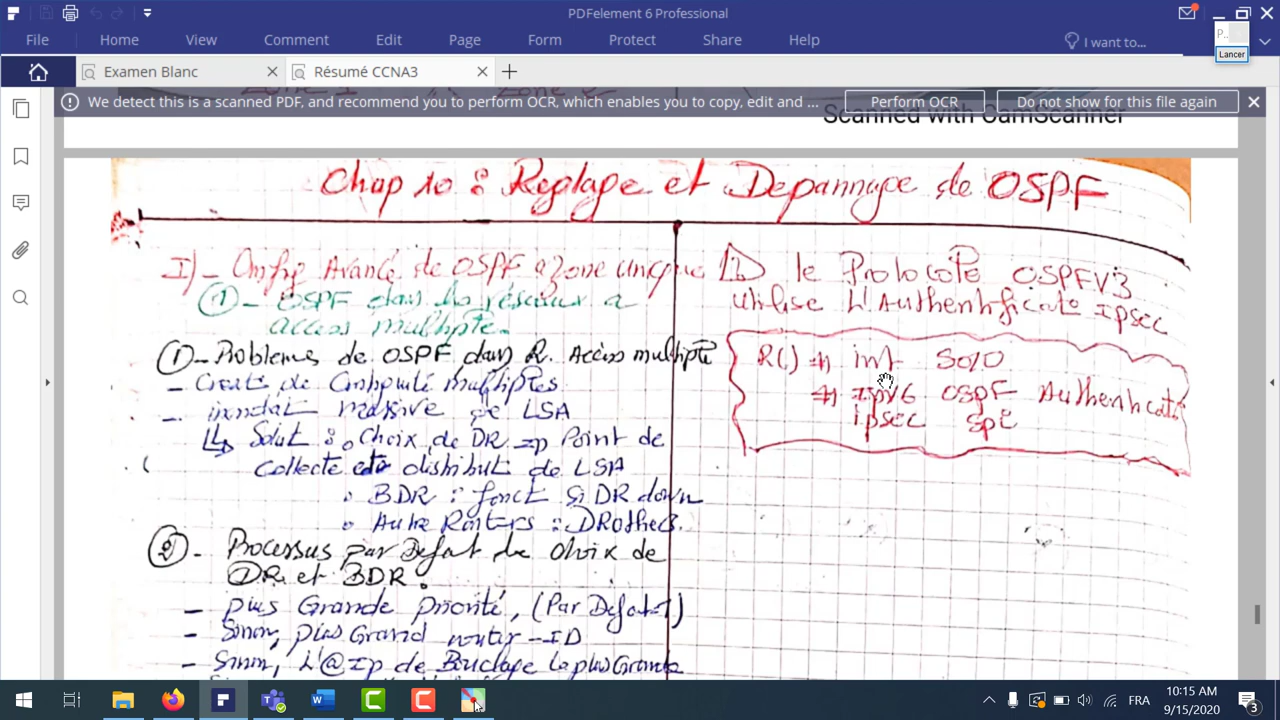 PDFelement 6 Professional
File Home View Comment Edit Page Form Protect Share Help I want to...
P..
Lancer
Examen Blanc
Résumé CCNA3
We detect this is a scanned PDF, and recommend you to perform OCR, which enables you to copy, edit and ...
Perform OCR
Do not show for this file again
Scanned with CamScanner
Chap 10 : Reglage et Depannage de OSPF
I) - Config Avancé de OSPF a zone unique
① - OSPF dans les réseaux a
access multiple.
① - Problems de OSPF dans R. Accès multiple
- Creat de Contiguité multiples
- inondat massive de LSA
Solut : o Choix de DR => Point de
Collecte et distribut de LSA
BDR : fonct Si DR down
Autre Routers : DROthers.
② - Processus par Defaut de choix de
DR et BDR.
- plus Grande priorité, (Par Defaut 1)
- Sinon, plus Grand router-ID
- Sinon, L'@ Ip de Bouclage la plus Grande
le Protocole OSPFV3
utilise L'Authentificat Ipsec
R() # int S0/0
# IPV6 OSPF Authenticati
ipsec spi
FRA
10:15 AM
9/15/2020
3